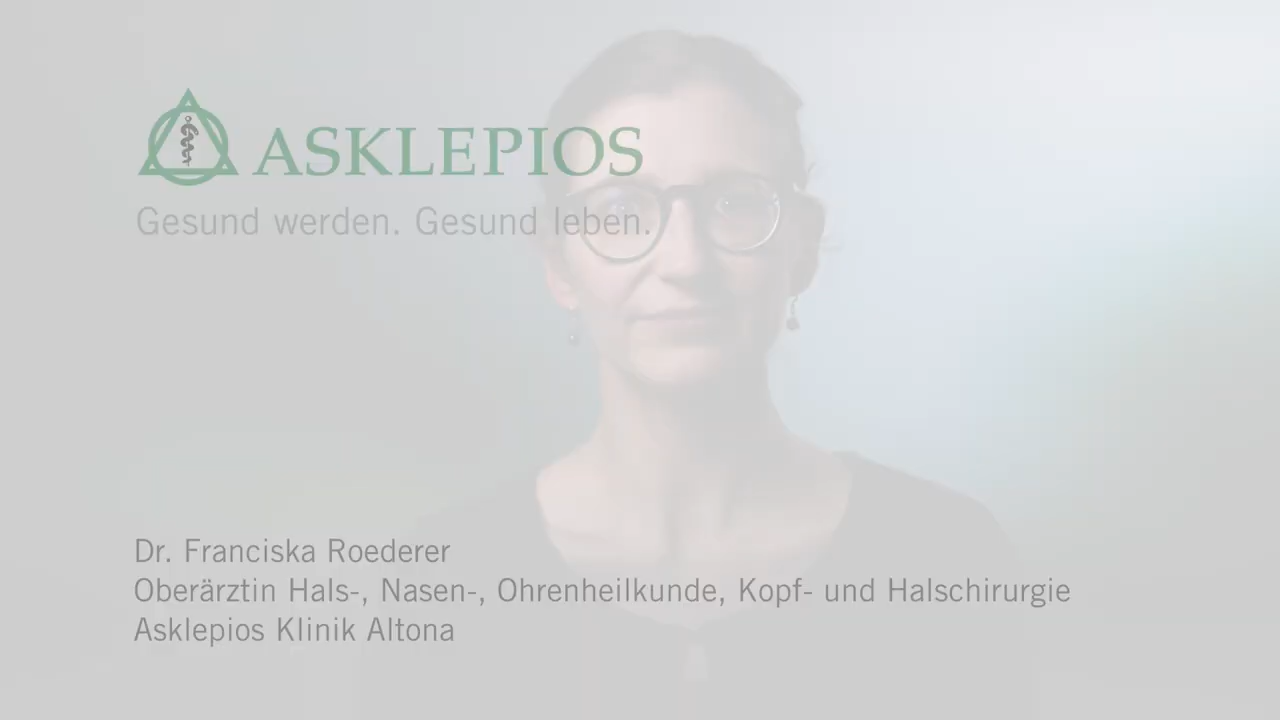 ASKLEPIOS
Gesund werden. Gesund leben.
Dr. Franciska Roederer
Oberärztin Hals-, Nasen-, Ohrenheilkunde, Kopf- und Halschirurgie
Asklepios Klinik Altona